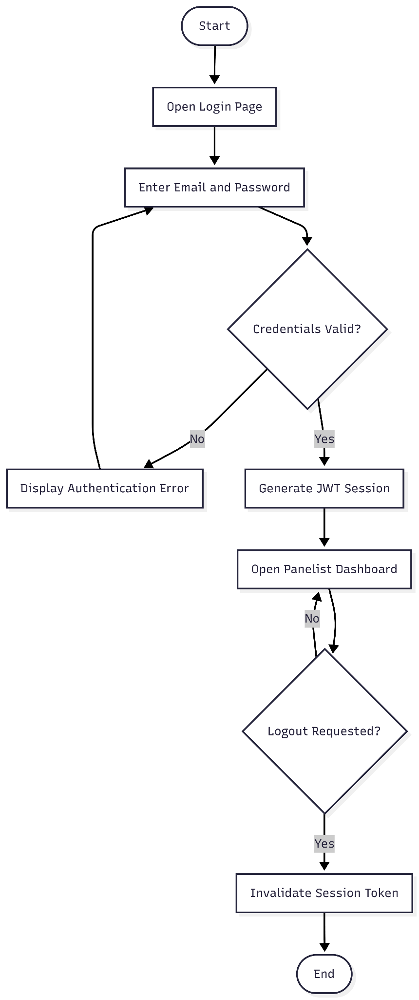 Start
Open Login Page
Enter Email and Password
Credentials Valid?
No
Yes
Display Authentication Error
Generate JWT Session
Open Panelist Dashboard
No
Logout Requested?
Yes
Invalidate Session Token
End